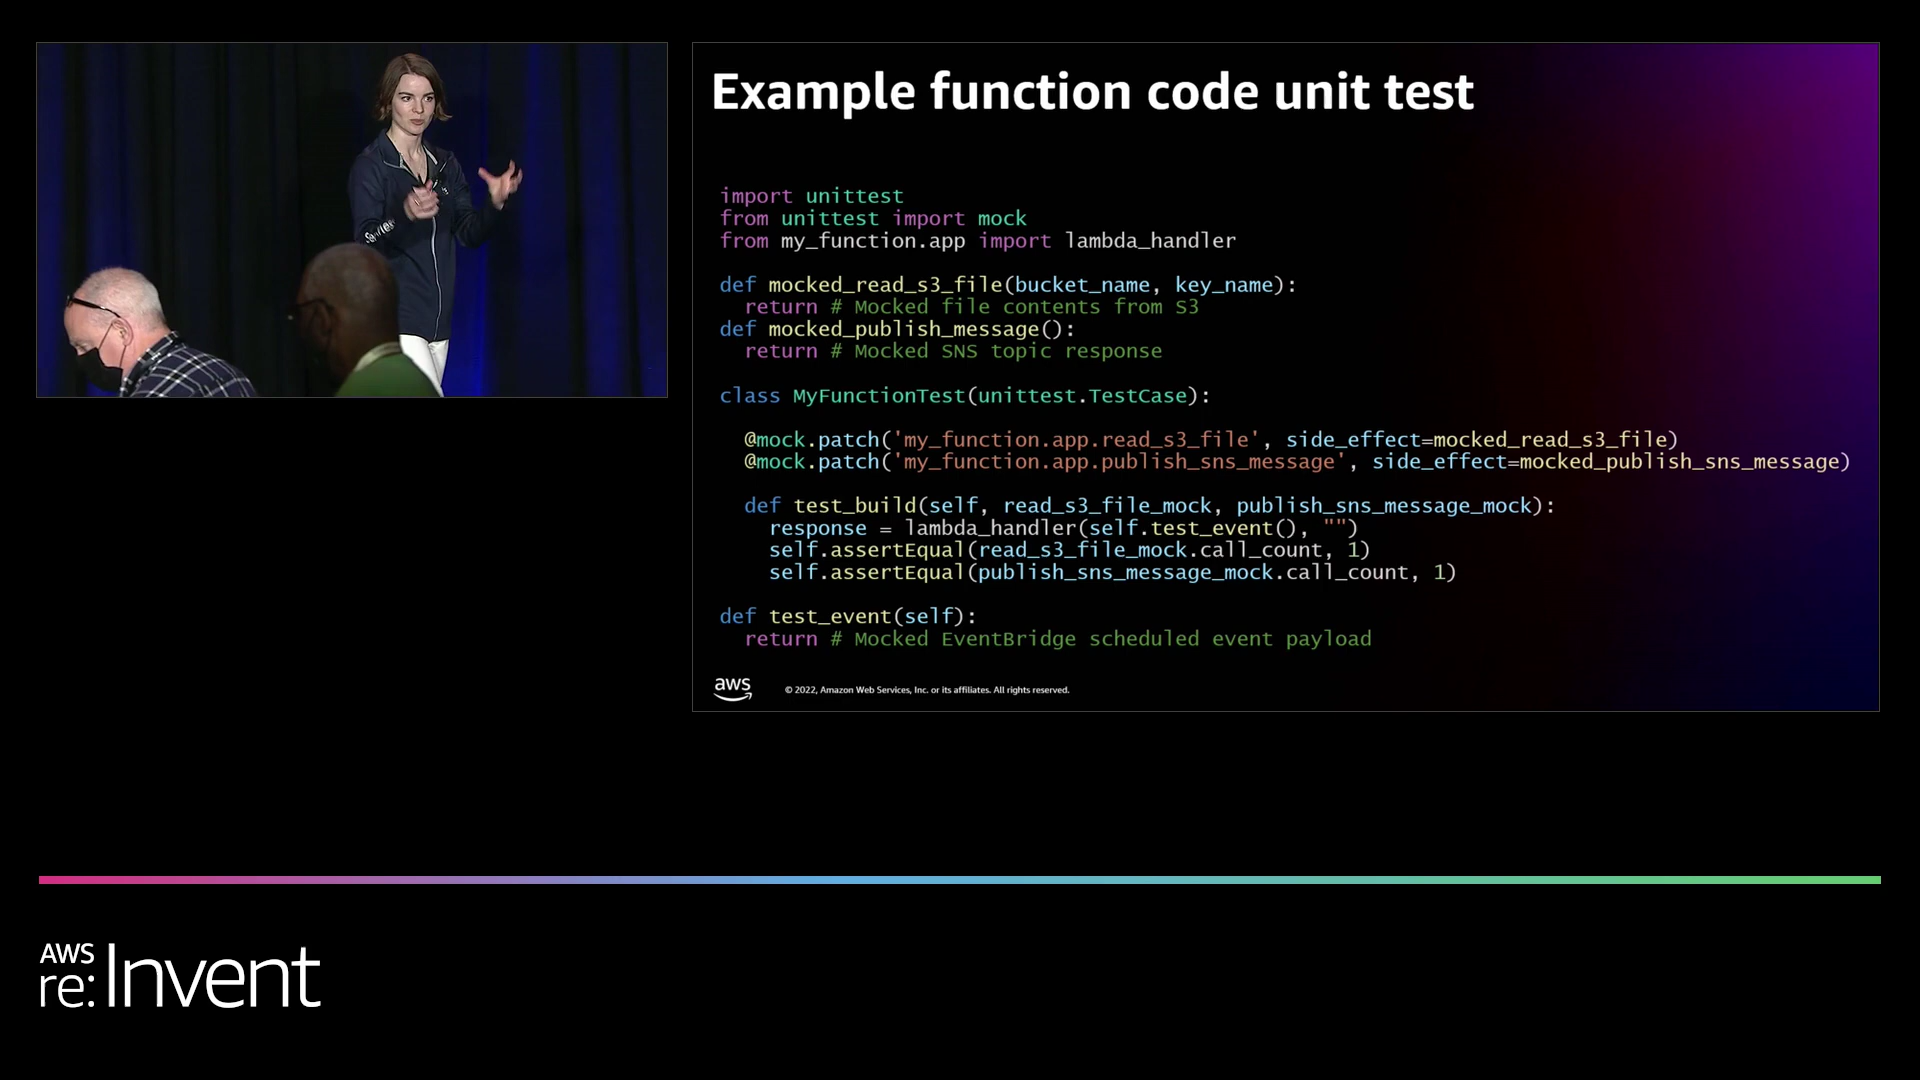 Example function code unit test
import unittest
from unittest import mock
from my_function.app import lambda_handler
def mocked_read_s3_file(bucket_name, key_name):
return # Mocked file contents from S3
def mocked_publish_message():
return # Mocked SNS topic response
class MyFunctionTest(unittest.TestCase):
@mock.patch('my_function.app.read_s3_file', side_effect=mocked_read_s3_file)
@mock.patch('my_function.app.publish_sns_message', side_effect=mocked_publish_sns_message)
def test_build(self, read_s3_file_mock, publish_sns_message_mock):
response = lambda_handler(self.test_event(), "")
self.assertEqual(read_s3_file_mock.call_count, 1)
self.assertEqual(publish_sns_message_mock.call_count, 1)
def test_event(self):
return # Mocked EventBridge scheduled event payload
aws
© 2022, Amazon Web Services, Inc. or its affiliates. All rights reserved.
AWS
re:Invent